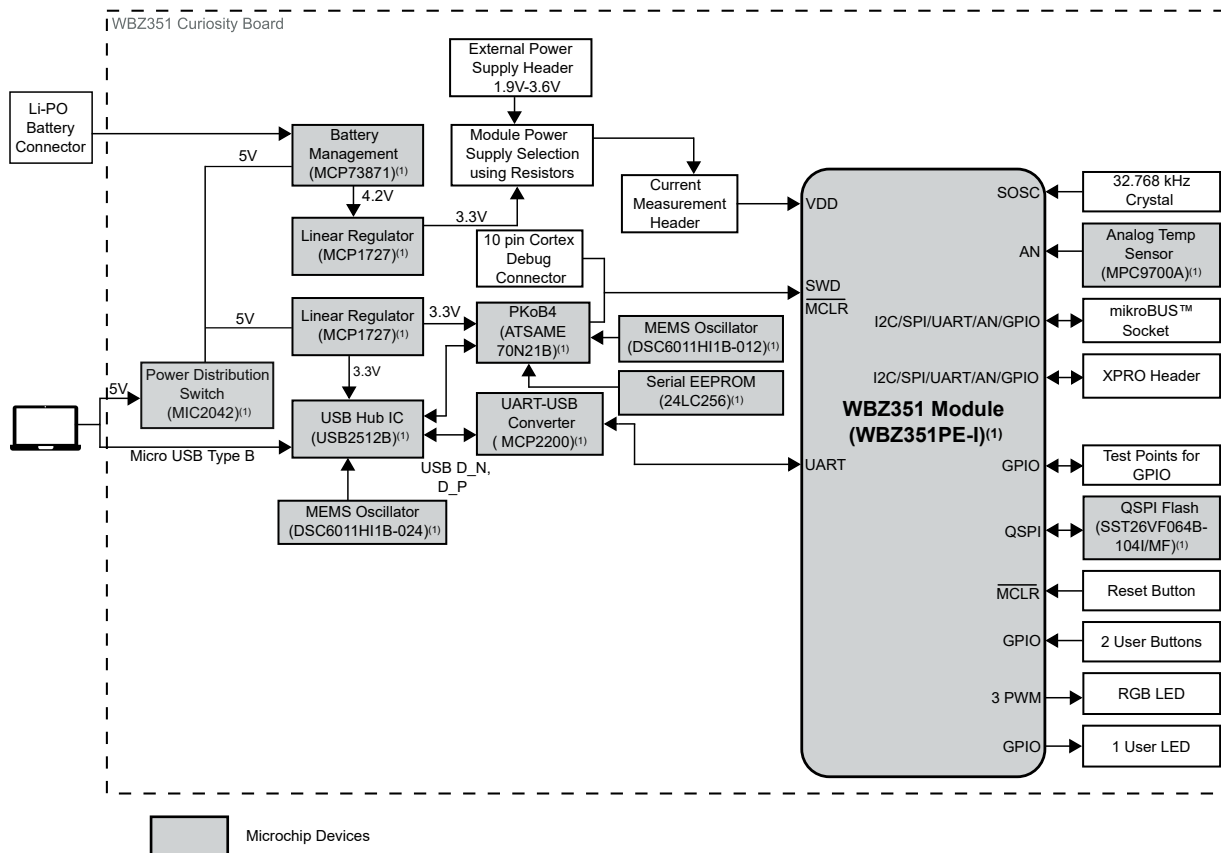 WBZ351 Curiosity Board
External Power
Supply Header
1.9V-3.6V
Li-PO
Battery
Connector
Battery
Management
(MCP73871)(1)
5V
4.2V
Module Power
Supply Selection
using Resistors
Current
Measurement
Header
Linear Regulator
(MCP1727)(1)
3.3V
10 pin Cortex
Debug
Connector
Linear Regulator
(MCP1727)(1)
5V
3.3V
3.3V
PKoB4
(ATSAME
70N21B)(1)
MEMS Oscillator
(DSC6011HI1B-012)(1)
Serial EEPROM
(24LC256)(1)
Power Distribution
Switch
(MIC2042)(1)
5V
Micro USB Type B
USB Hub IC
(USB2512B)(1)
UART-USB
Converter
( MCP2200)(1)
USB D_N,
D_P
MEMS Oscillator
(DSC6011HI1B-024)(1)
VDD
SWD
MCLR
UART
WBZ351 Module
(WBZ351PE-I)(1)
SOSC
32.768 kHz
Crystal
AN
Analog Temp
Sensor
(MPC9700A)(1)
I2C/SPI/UART/AN/GPIO
mikroBUS™
Socket
I2C/SPI/UART/AN/GPIO
XPRO Header
GPIO
Test Points for
GPIO
QSPI
QSPI Flash
(SST26VF064B-
104I/MF)(1)
MCLR
Reset Button
GPIO
2 User Buttons
3 PWM
RGB LED
GPIO
1 User LED
Microchip Devices